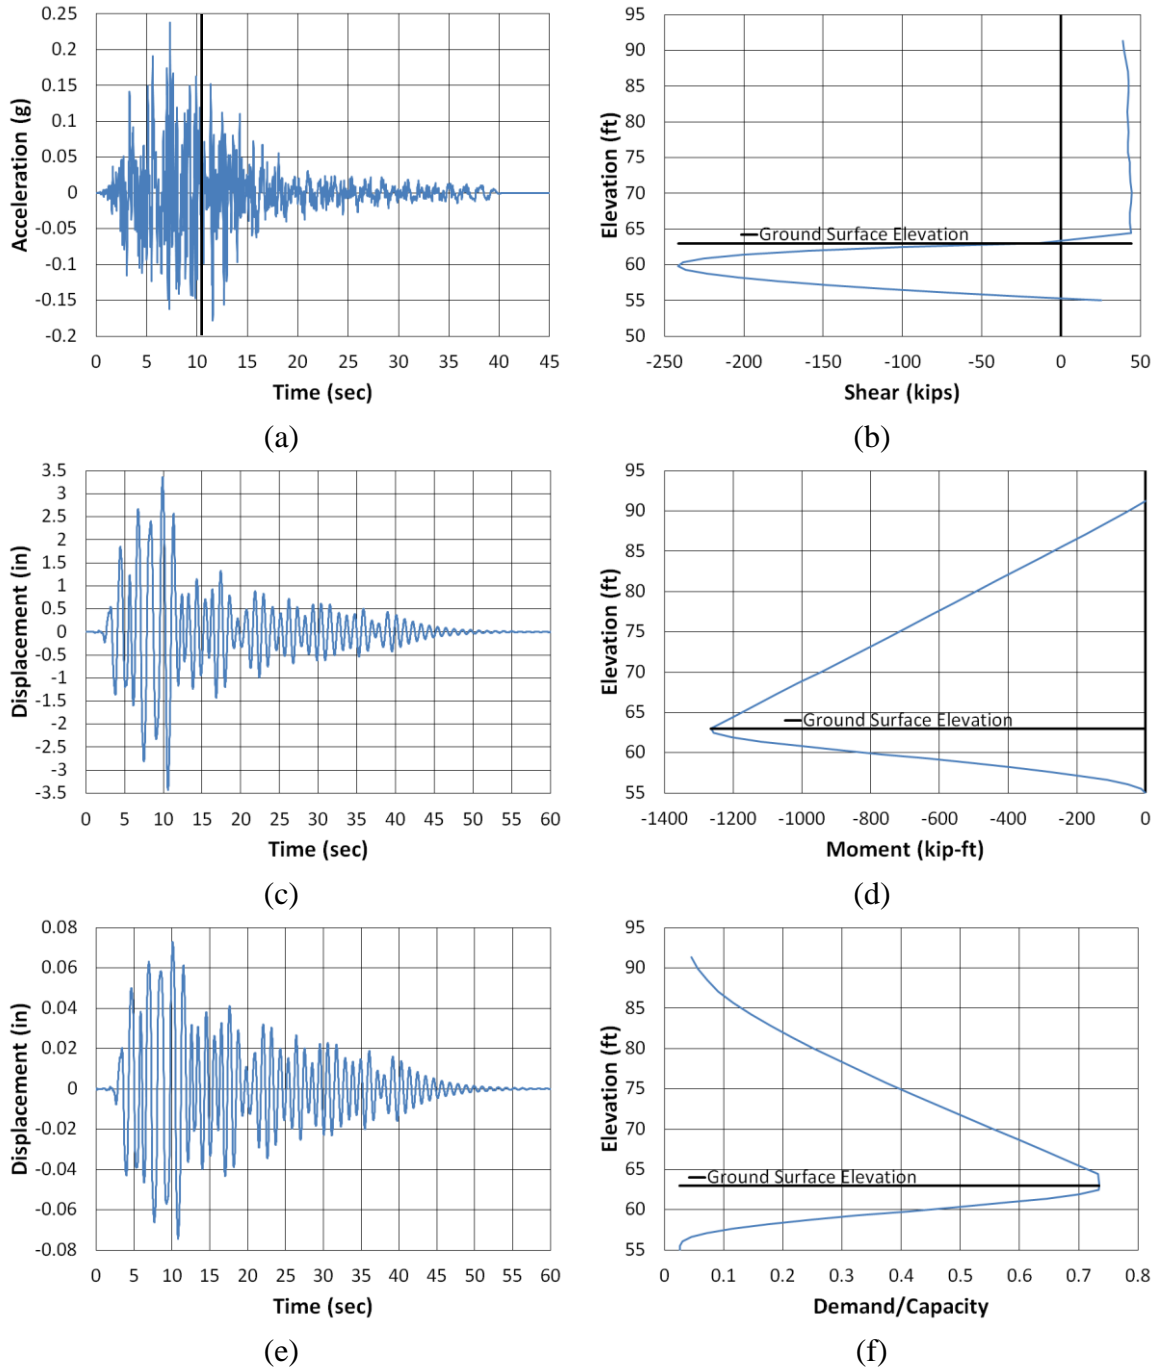 0.25
0.2
0.15
0.1
0.05
0
-0.05
-0.1
-0.15
-0.2
Acceleration (g)
0 5 10 15 20 25 30 35 40 45
Time (sec)
(a)
95
90
85
80
75
70
65
60
55
50
Elevation (ft)
Ground Surface Elevation
-250 -200 -150 -100 -50 0 50
Shear (kips)
(b)
3.5
3
2.5
2
1.5
1
0.5
0
-0.5
-1
-1.5
-2
-2.5
-3
-3.5
Displacement (in)
0 5 10 15 20 25 30 35 40 45 50 55 60
Time (sec)
(c)
95
90
85
80
75
70
65
60
55
Elevation (ft)
Ground Surface Elevation
-1400 -1200 -1000 -800 -600 -400 -200 0
Moment (kip-ft)
(d)
0.08
0.06
0.04
0.02
0
-0.02
-0.04
-0.06
-0.08
Displacement (in)
0 5 10 15 20 25 30 35 40 45 50 55 60
Time (sec)
(e)
95
90
85
80
75
70
65
60
55
Elevation (ft)
Ground Surface Elevation
0 0.1 0.2 0.3 0.4 0.5 0.6 0.7 0.8
Demand/Capacity
(f)